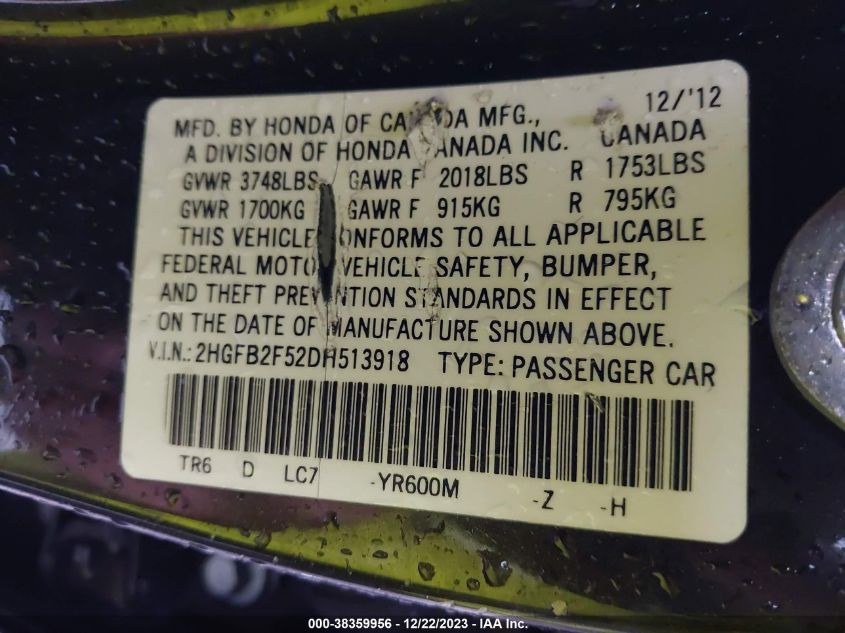 12/'12
MFD. BY HONDA OF CANADA MFG.,
A DIVISION OF HONDA CANADA INC. CANADA
GVWR 3748LBS GAWR F 2018LBS R 1753LBS
GVWR 1700KG GAWR F 915KG R 795KG
THIS VEHICLE CONFORMS TO ALL APPLICABLE
FEDERAL MOTOR VEHICLE SAFETY, BUMPER,
AND THEFT PREVENTION STANDARDS IN EFFECT
ON THE DATE OF MANUFACTURE SHOWN ABOVE.
V.I.N.: 2HGFB2F52DH513918 TYPE: PASSENGER CAR
TR6 D LC7 -YR600M -Z -H
000-38359956 - 12/22/2023 - IAA Inc.